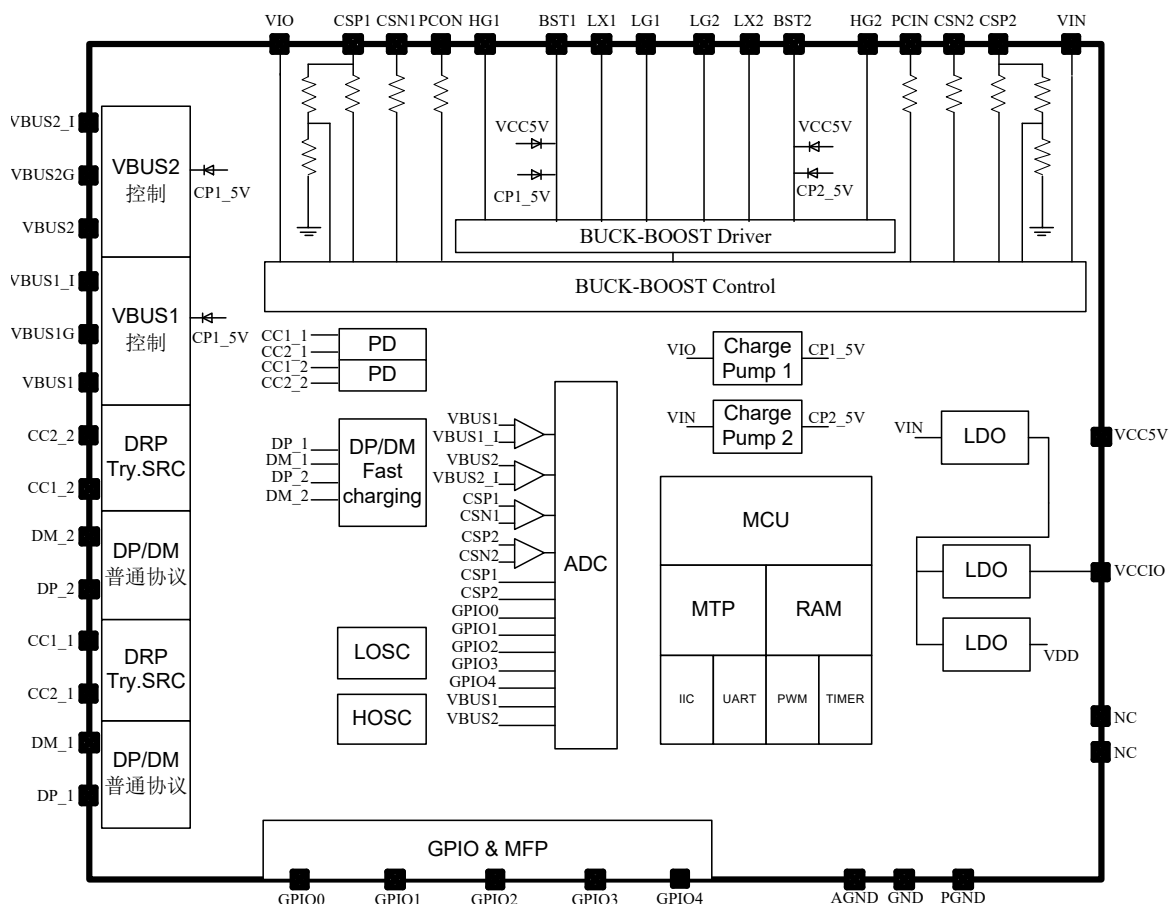 VIO CSP1 CSN1 PCON HG1 BST1 LX1 LG1 LG2 LX2 BST2 HG2 PCIN CSN2 CSP2 VIN
VBUS2_I
VBUS2G
VBUS2
VBUS1_I
VBUS1G
VBUS1
CC2_2
CC1_2
DM_2
DP_2
CC1_1
CC2_1
DM_1
DP_1
VBUS2
控制
CP1_5V
VBUS1
控制
CP1_5V
DRP
Try.SRC
DP/DM
普通协议
DRP
Try.SRC
DP/DM
普通协议
VCC5V
CP1_5V
VCC5V
CP2_5V
BUCK-BOOST Driver
BUCK-BOOST Control
CC1_1
CC2_1
CC1_2
CC2_2
PD
PD
VIO
Charge
Pump 1
CP1_5V
VIN
Charge
Pump 2
CP2_5V
DP_1
DM_1
DP_2
DM_2
DP/DM
Fast
charging
VBUS1
VBUS1_I
VBUS2
VBUS2_I
CSP1
CSN1
CSP2
CSN2
CSP1
CSP2
GPIO0
GPIO1
GPIO2
GPIO3
GPIO4
VBUS1
VBUS2
ADC
LOSC
HOSC
MCU
MTP
RAM
IIC
UART
PWM
TIMER
VIN
LDO
LDO
LDO
VDD
VCC5V
VCCIO
NC
NC
GPIO & MFP
GPIO0 GPIO1 GPIO2 GPIO3 GPIO4 AGND GND PGND